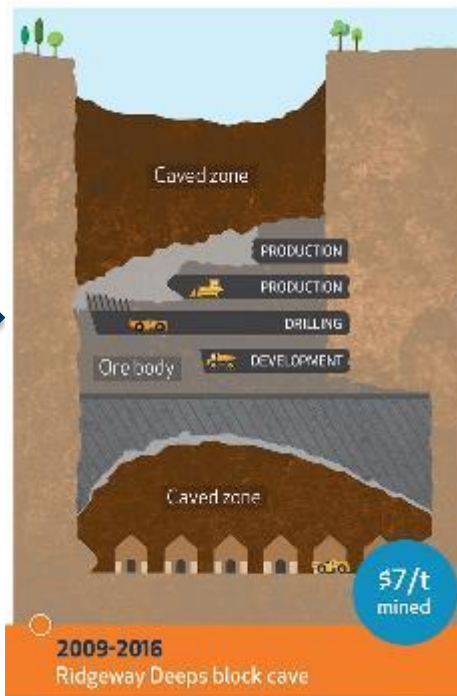 Caved zone
PRODUCTION
PRODUCTION
DRILLING
DEVELOPMENT
Ore body
Caved zone
$7/t
mined
2009-2016
Ridgeway Deeps block cave